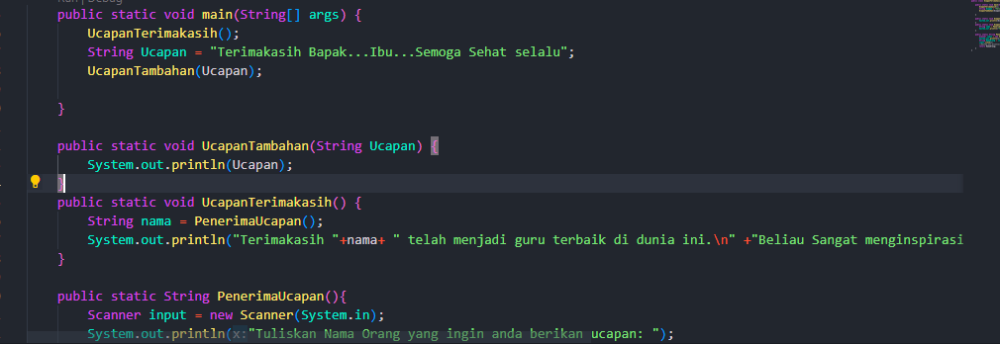 Run | Debug
public static void main(String[] args) {
UcapanTerimakasih();
String Ucapan = "Terimakasih Bapak...Ibu...Semoga Sehat selalu";
UcapanTambahan(Ucapan);
}
public static void UcapanTambahan(String Ucapan) {
System.out.println(Ucapan);
}
public static void UcapanTerimakasih() {
String nama = PenerimaUcapan();
System.out.println("Terimakasih "+nama+ " telah menjadi guru terbaik di dunia ini.\n" +"Beliau Sangat menginspirasi
}
public static String PenerimaUcapan(){
Scanner input = new Scanner(System.in);
System.out.println(x:"Tuliskan Nama Orang yang ingin anda berikan ucapan: ");